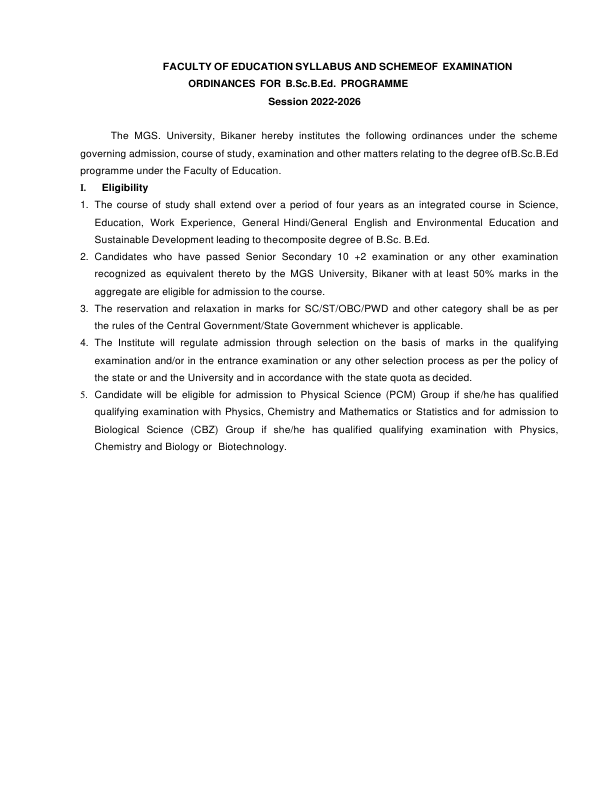 FACULTY OF EDUCATION SYLLABUS AND SCHEMEOF EXAMINATION
ORDINANCES FOR B.Sc.B.Ed. PROGRAMME
Session 2022-2026
The MGS. University, Bikaner hereby institutes the following ordinances under the scheme
governing admission, course of study, examination and other matters relating to the degree ofB.Sc.B.Ed
programme under the Faculty of Education.
I. Eligibility
1. The course of study shall extend over a period of four years as an integrated course in Science,
Education, Work Experience, General Hindi/General English and Environmental Education and
Sustainable Development leading to thecomposite degree of B.Sc. B.Ed.
2. Candidates who have passed Senior Secondary 10 +2 examination or any other examination
recognized as equivalent thereto by the MGS University, Bikaner with at least 50% marks in the
aggregate are eligible for admission to the course.
3. The reservation and relaxation in marks for SC/ST/OBC/PWD and other category shall be as per
the rules of the Central Government/State Government whichever is applicable.
4. The Institute will regulate admission through selection on the basis of marks in the qualifying
examination and/or in the entrance examination or any other selection process as per the policy of
the state or and the University and in accordance with the state quota as decided.
5. Candidate will be eligible for admission to Physical Science (PCM) Group if she/he has qualified
qualifying examination with Physics, Chemistry and Mathematics or Statistics and for admission to
Biological Science (CBZ) Group if she/he has qualified qualifying examination with Physics,
Chemistry and Biology or Biotechnology.